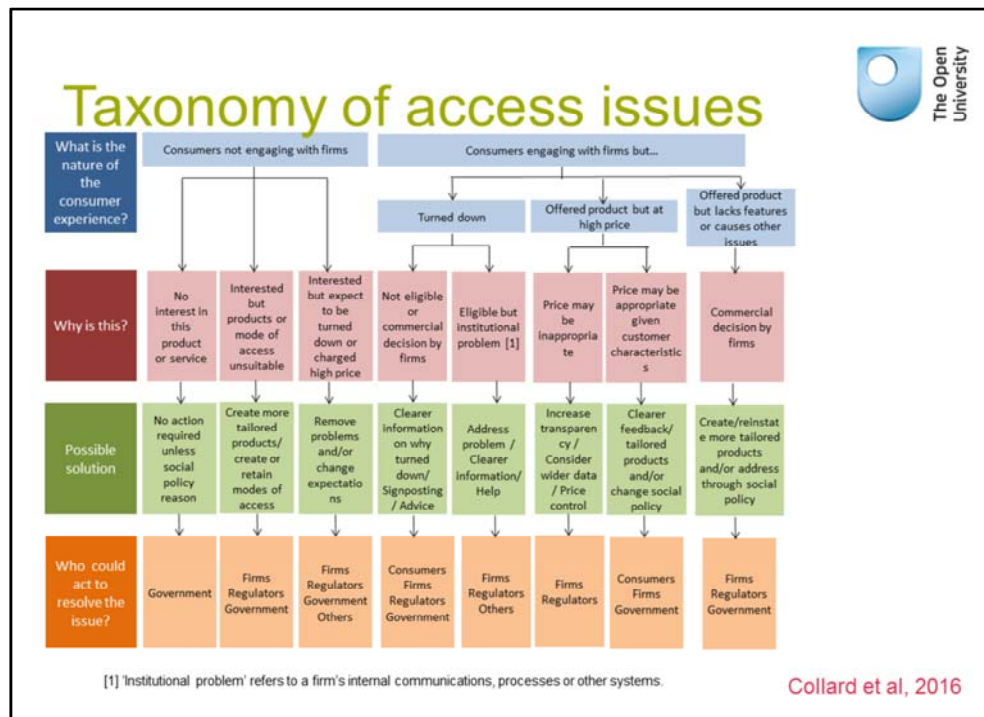 Taxonomy of access issues
The Open
University
What is the
nature of
the
consumer
experience?
Consumers not engaging with firms
Consumers engaging with firms but...
Turned down
Offered product but at
high price
Offered product
but lacks features
or causes other
issues
Why is this?
No
interest in
this
product
or service
Interested
but
products or
mode of
access
unsuitable
Interested
but expect
to be
turned
down or
charged
high price
Not eligible
or
commercial
decision by
firms
Eligible but
institutional
problem [1]
Price may
be
inappropria
te
Price may be
appropriate
given
customer
characteristic
s
Commercial
decision by
firms
Possible
solution
No action
required
unless
social
policy
reason
Create more
tailored
products/
create or
retain
modes of
access
Remove
problems
and/or
change
expectatio
ns
Clearer
information
on why
turned
down/
Signposting
/ Advice
Address
problem /
Clearer
information/
Help
Increase
transparen
cy /
Consider
wider data
/ Price
control
Clearer
feedback/
tailored
products
and/or
change social
policy
Create/reinstat
e more tailored
products
and/or address
through social
policy
Who could
act to
resolve the
issue?
Government
Firms
Regulators
Government
Firms
Regulators
Government
Others
Consumers
Firms
Regulators
Government
Firms
Regulators
Others
Firms
Regulators
Consumers
Firms
Government
Firms
Regulators
Government
[1] 'Institutional problem' refers to a firm's internal communications, processes or other systems.
Collard et al, 2016